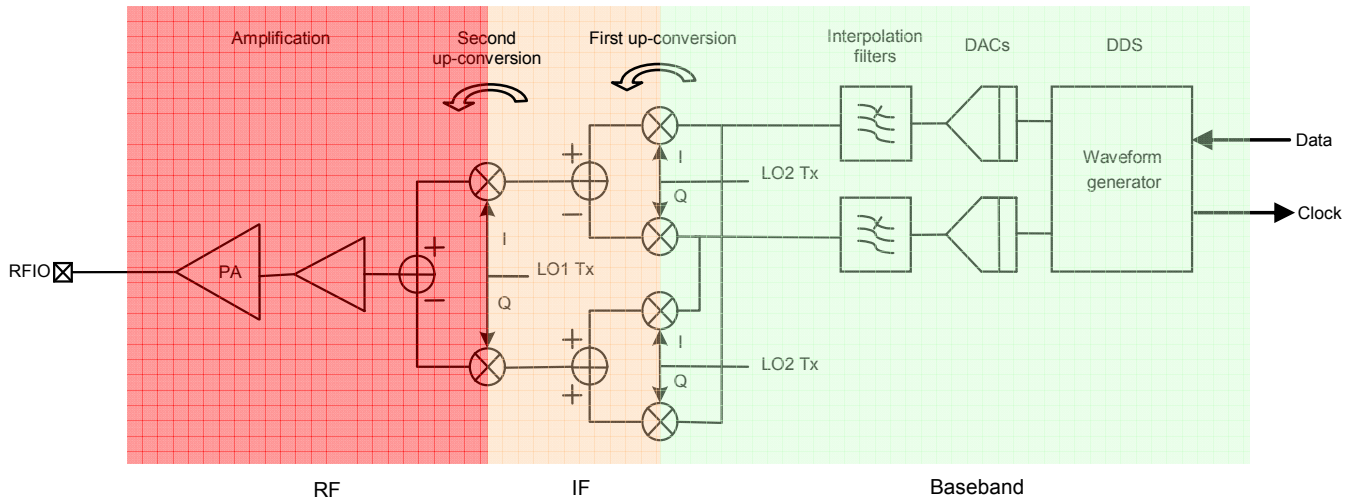 Amplification
Second
up-conversion
First up-conversion
Interpolation
filters
DACs
DDS
+
−
I
Q
LO2 Tx
Waveform
generator
Data
Clock
RFIO
PA
+
−
I
Q
LO1 Tx
+
+
I
Q
LO2 Tx
RF
IF
Baseband